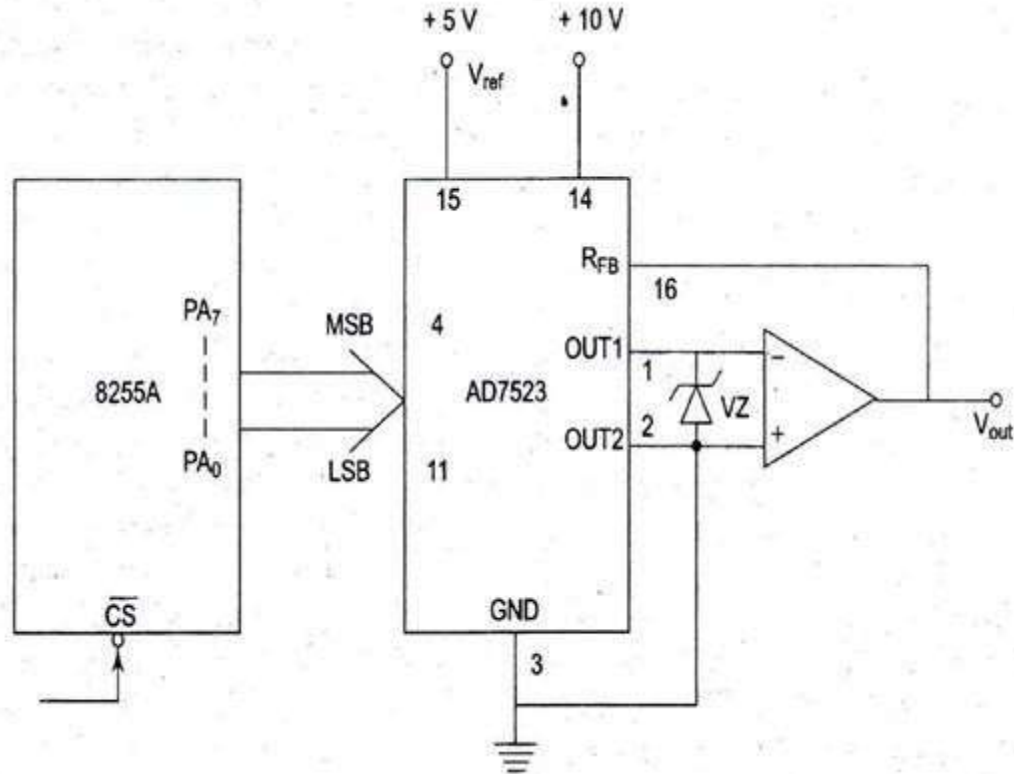 + 5 V
+ 10 V
Vref
15
14
RFB
16
PA7
MSB
4
OUT1
1
−
8255A
AD7523
VZ
Vout
OUT2
2
+
PA0
LSB
11
CS
GND
3